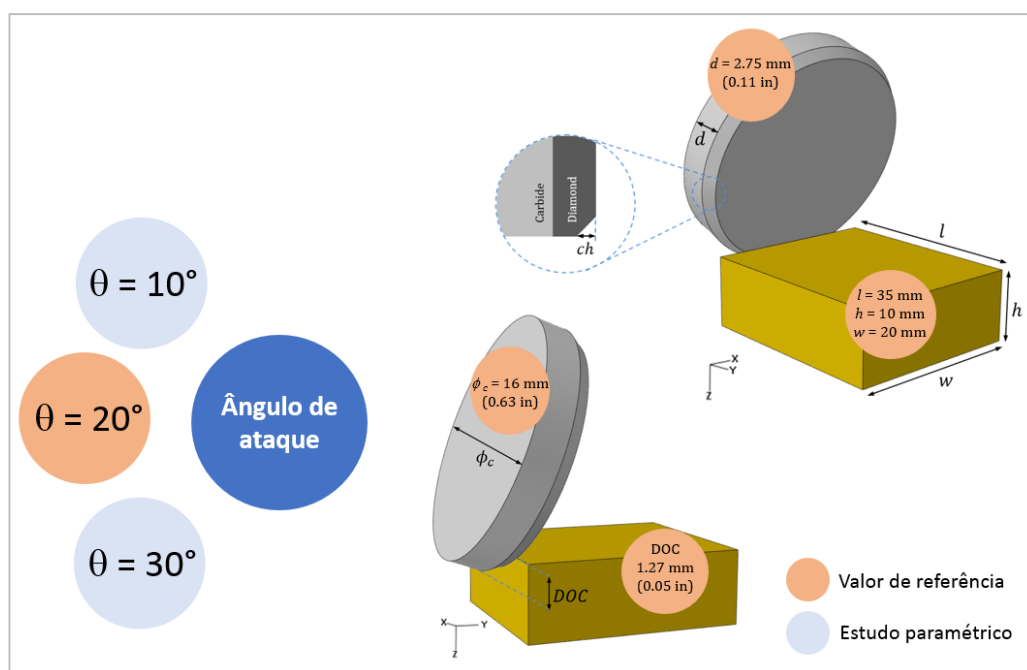 θ = 10°
θ = 20°
θ = 30°
Ângulo de
ataque
Carbide
Diamond
ch
d = 2.75 mm
(0.11 in)
d
l
l = 35 mm
h = 10 mm
w = 20 mm
h
w
X
Y
Z
ϕc = 16 mm
(0.63 in)
ϕc
DOC
DOC
1.27 mm
(0.05 in)
X
Y
Z
Valor de referência
Estudo paramétrico